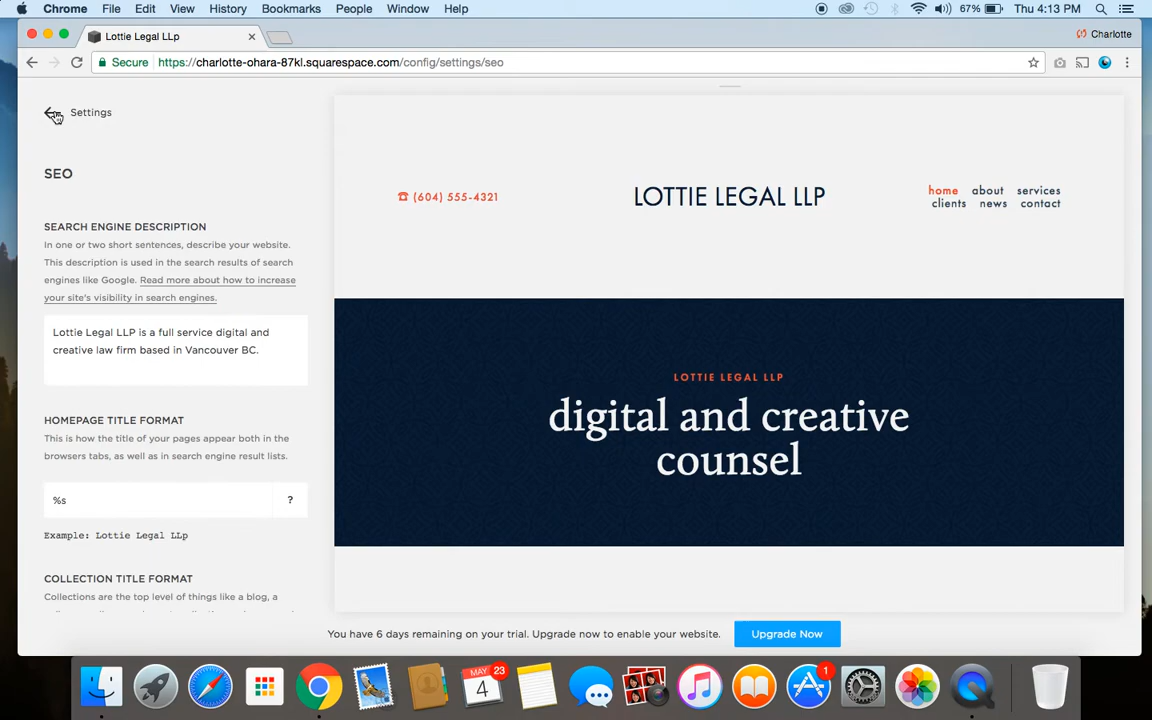 Chrome File Edit View History Bookmarks People Window Help 67% Thu 4:13 PM
Lottie Legal LLp Charlotte
Secure https://charlotte-ohara-87kl.squarespace.com/config/settings/seo
Settings
SEO
SEARCH ENGINE DESCRIPTION
In one or two short sentences, describe your website.
This description is used in the search results of search
engines like Google. Read more about how to increase
your site's visibility in search engines.
Lottie Legal LLP is a full service digital and
creative law firm based in Vancouver BC.
HOMEPAGE TITLE FORMAT
This is how the title of your pages appear both in the
browsers tabs, as well as in search engine result lists.
%s ?
Example: Lottie Legal LLp
COLLECTION TITLE FORMAT
Collections are the top level of things like a blog, a
☎ (604) 555-4321
LOTTIE LEGAL LLP
home about services
clients news contact
LOTTIE LEGAL LLP
digital and creative
counsel
You have 6 days remaining on your trial. Upgrade now to enable your website. Upgrade Now
MAY 23
4
1